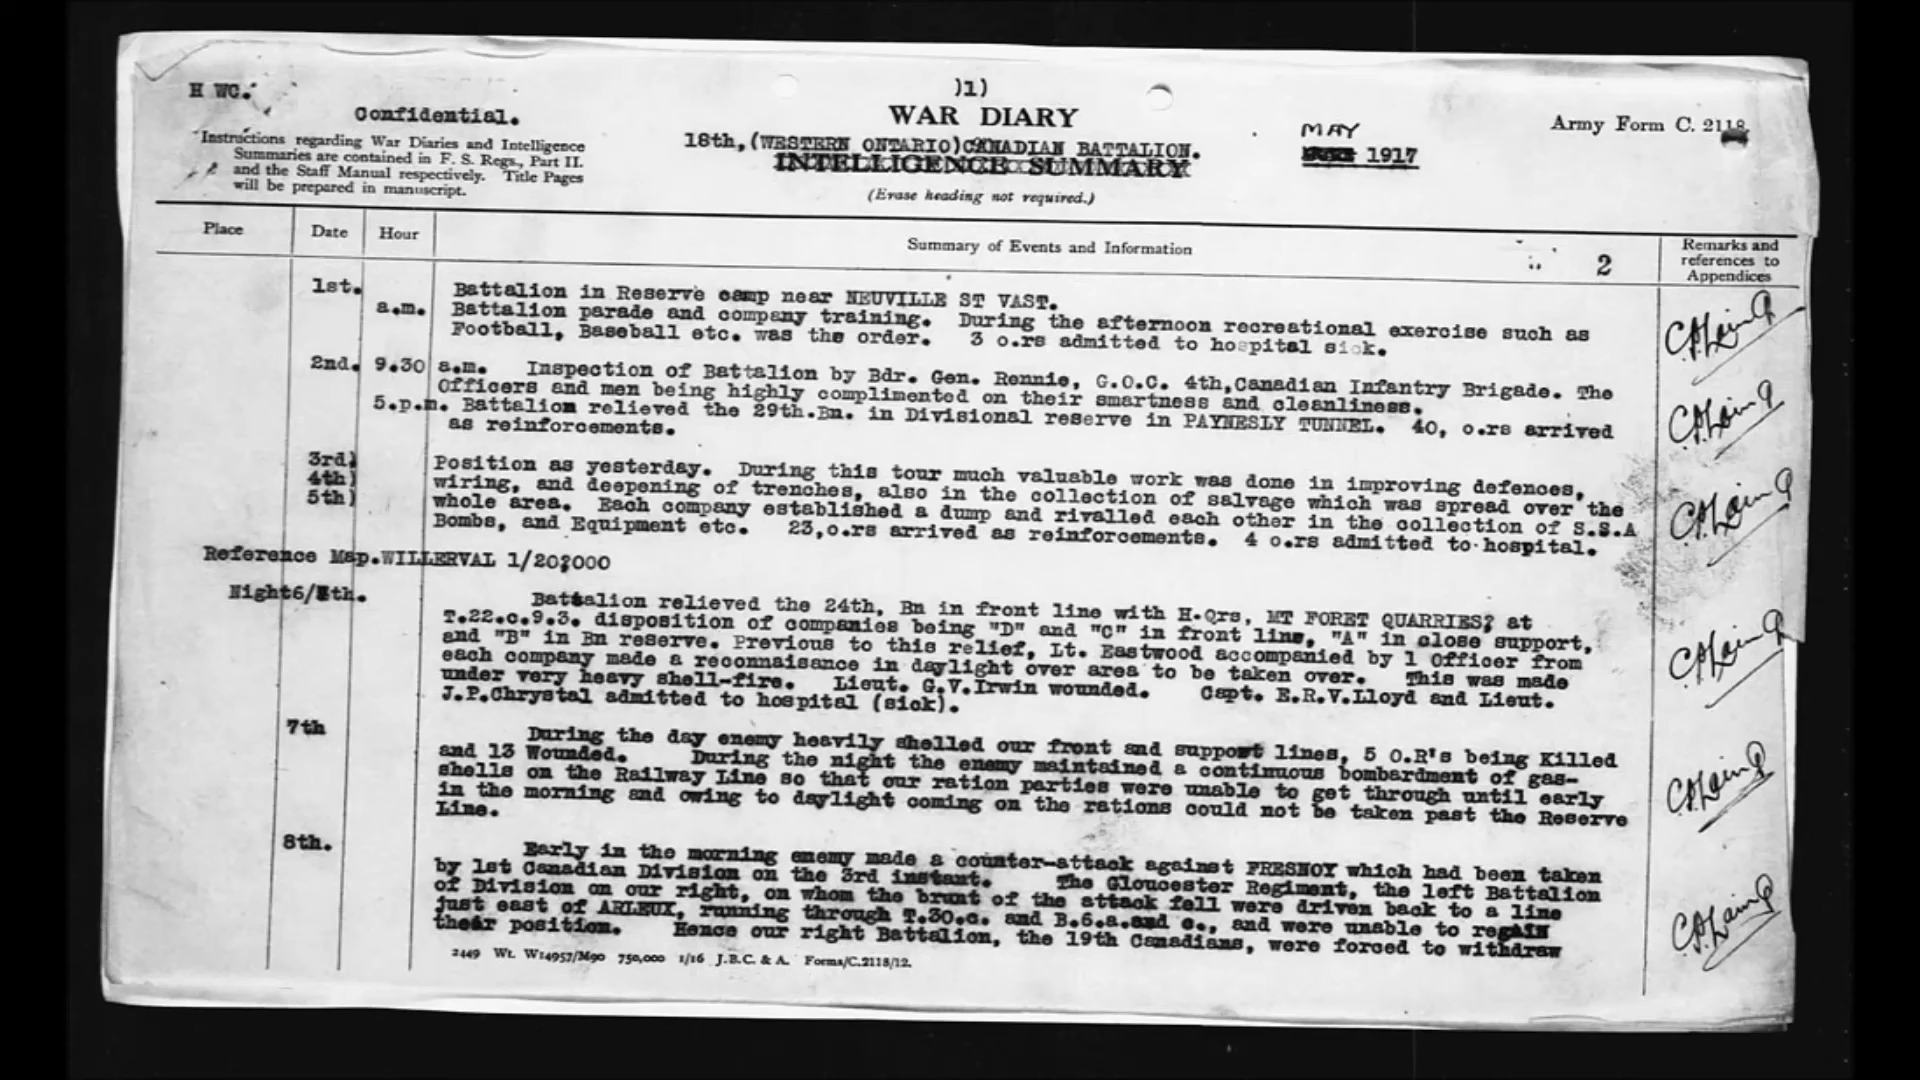 H WC.
)1)
Confidential.
WAR DIARY
Army Form C. 2118
Instructions regarding War Diaries and Intelligence
Summaries are contained in F. S. Regs., Part II.
and the Staff Manual respectively. Title Pages
will be prepared in manuscript.
18th,(WESTERN ONTARIO)CANADIAN BATTALION.
INTELLIGENCE SUMMARY
(Erase heading not required.)
MAY
1917
Place Date Hour Summary of Events and Information 2 Remarks and
references to
Appendices
1st. Battalion in Reserve camp near NEUVILLE ST VAST.
a.m. Battalion parade and company training. During the afternoon recreational exercise such as
Football, Baseball etc. was the order. 3 o.rs admitted to hospital sick.
2nd. 9.30 a.m. Inspection of Battalion by Bdr. Gen. Rennie, G.O.C. 4th,Canadian Infantry Brigade. The
Officers and men being highly complimented on their smartness and cleanliness.
5.p.m. Battalion relieved the 29th.Bn. in Divisional reserve in PAYNESLY TUNNEL. 40, o.rs arrived
as reinforcements.
3rd) Position as yesterday. During this tour much valuable work was done in improving defences,
4th) wiring, and deepening of trenches, also in the collection of salvage which was spread over the
5th) whole area. Each company established a dump and rivalled each other in the collection of S.S.A
Bombs, and Equipment etc. 23,o.rs arrived as reinforcements. 4 o.rs admitted to hospital.
Reference Map.WILLERVAL 1/20,000
Night6/7th. Battalion relieved the 24th, Bn in front line with H.Qrs, MT FORET QUARRIES, at
T.22.c.9.3. disposition of companies being "D" and "C" in front line, "A" in close support,
and "B" in Bn reserve. Previous to this relief, Lt. Eastwood accompanied by 1 Officer from
each company made a reconnaisance in daylight over area to be taken over. This was made
under very heavy shell-fire. Lieut. G.V.Irwin wounded. Capt. E.R.V.Lloyd and Lieut.
J.P.Chrystal admitted to hospital (sick).
7th During the day enemy heavily shelled our front and support lines, 5 O.R's being Killed
and 13 Wounded. During the night the enemy maintained a continuous bombardment of gas-
shells on the Railway Line so that our ration parties were unable to get through until early
in the morning and owing to daylight coming on the rations could not be taken past the Reserve
Line.
8th. Early in the morning enemy made a counter-attack against FRESNOY which had been taken
by 1st Canadian Division on the 3rd instant. The Gloucester Regiment, the left Battalion
of Division on our right, on whom the brunt of the attack fell were driven back to a line
just east of ARLEUX, running through T.30.c. and B.6.a.and c., and were unable to regain
their position. Hence our right Battalion, the 19th Canadians, were forced to withdraw
2449 Wt. W14957/M90 750,000 1/16 J.B.C. & A. Forms/C.2118/12.